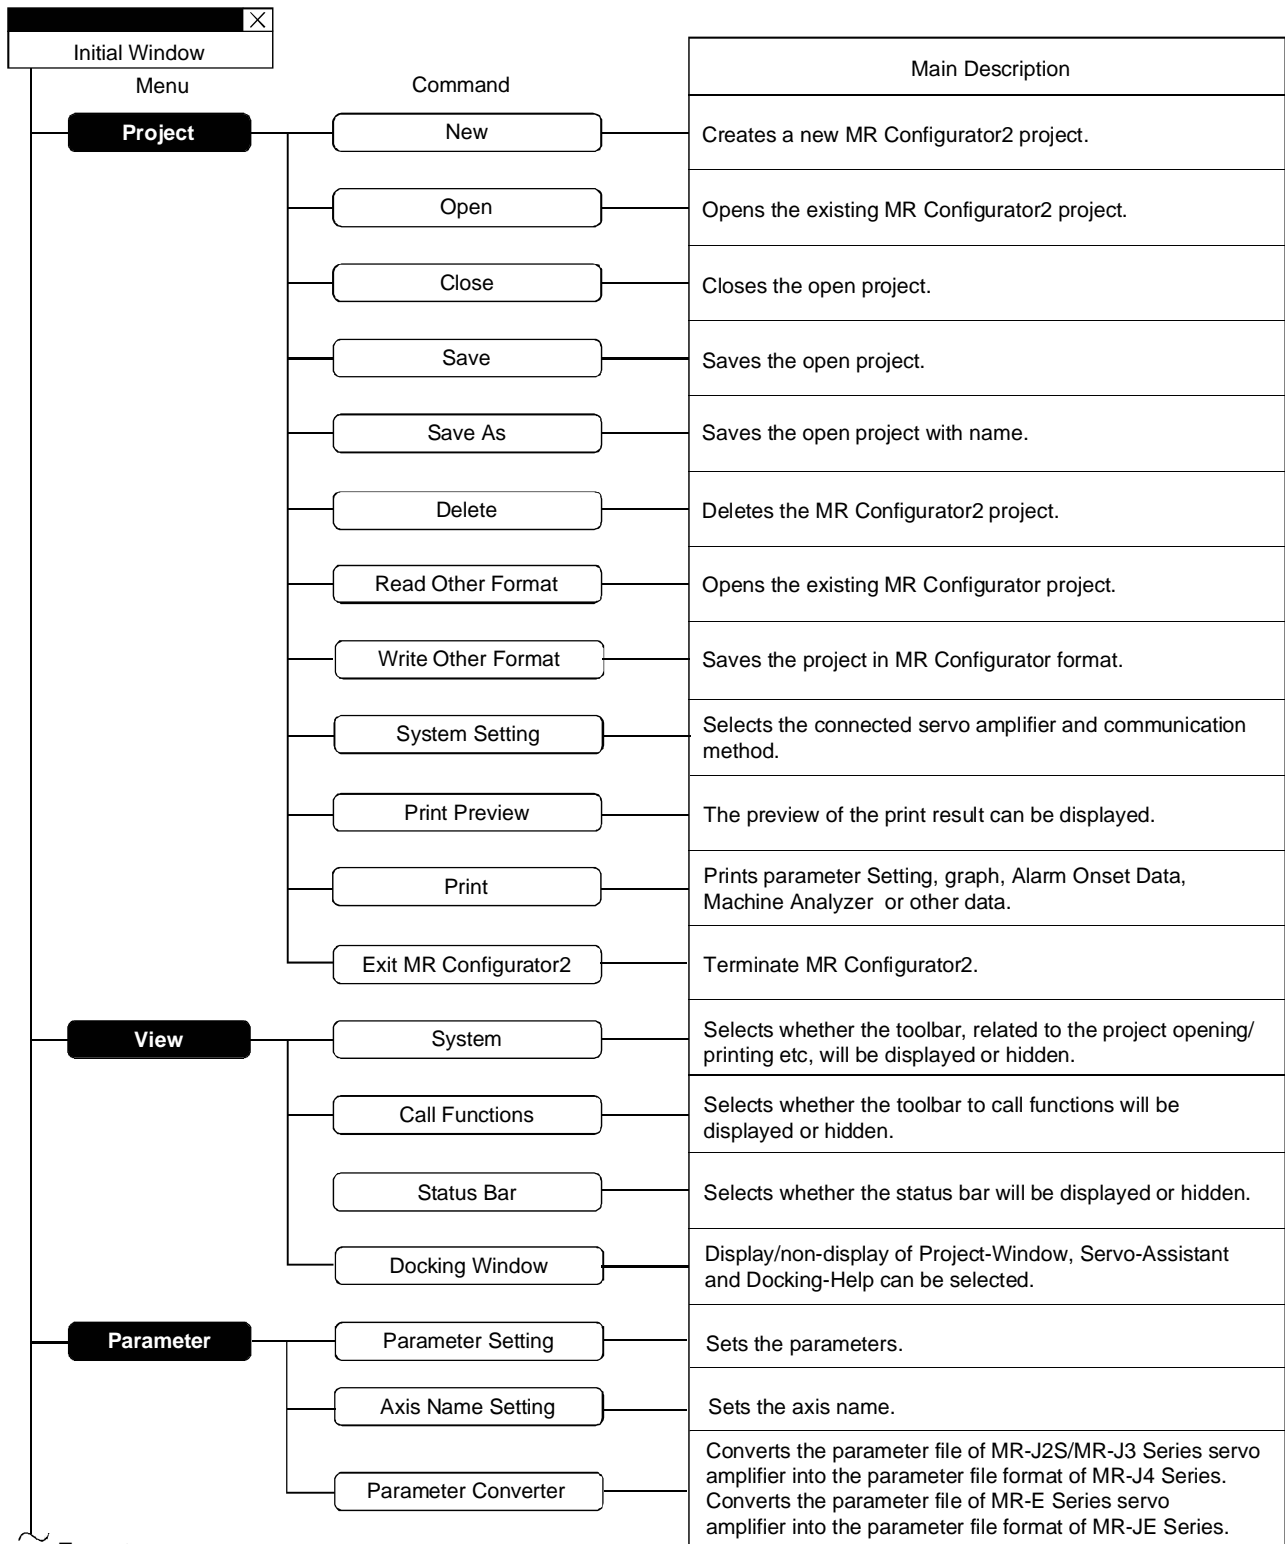 Initial Window
Menu
Command
Main Description
Project
New
Creates a new MR Configurator2 project.
Open
Opens the existing MR Configurator2 project.
Close
Closes the open project.
Save
Saves the open project.
Save As
Saves the open project with name.
Delete
Deletes the MR Configurator2 project.
Read Other Format
Opens the existing MR Configurator project.
Write Other Format
Saves the project in MR Configurator format.
System Setting
Selects the connected servo amplifier and communication
method.
Print Preview
The preview of the print result can be displayed.
Print
Prints parameter Setting, graph, Alarm Onset Data,
Machine Analyzer or other data.
Exit MR Configurator2
Terminate MR Configurator2.
View
System
Selects whether the toolbar, related to the project opening/
printing etc, will be displayed or hidden.
Call Functions
Selects whether the toolbar to call functions will be
displayed or hidden.
Status Bar
Selects whether the status bar will be displayed or hidden.
Docking Window
Display/non-display of Project-Window, Servo-Assistant
and Docking-Help can be selected.
Parameter
Parameter Setting
Sets the parameters.
Axis Name Setting
Sets the axis name.
Parameter Converter
Converts the parameter file of MR-J2S/MR-J3 Series servo
amplifier into the parameter file format of MR-J4 Series.
Converts the parameter file of MR-E Series servo
amplifier into the parameter file format of MR-JE Series.